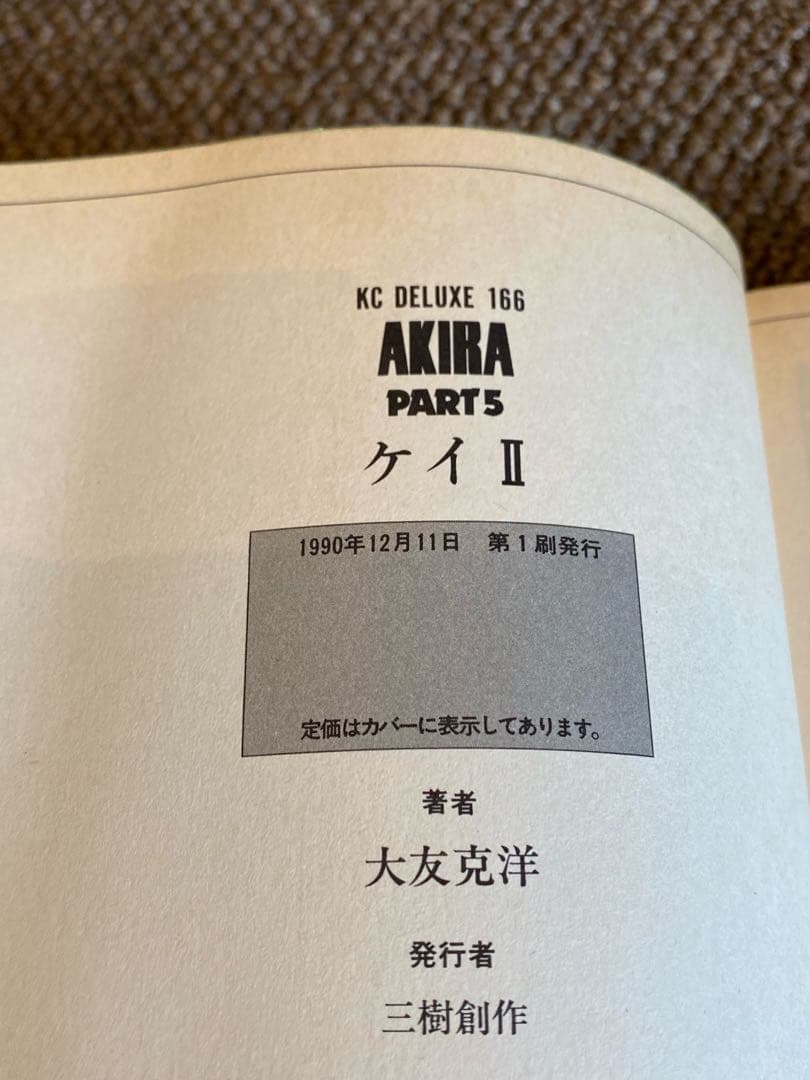 KC DELUXE 166
AKIRA
PART5
ケイ Ⅱ
1990年12月11日　第1刷発行
定価はカバーに表示してあります。
著者
大友克洋
発行者
三樹創作